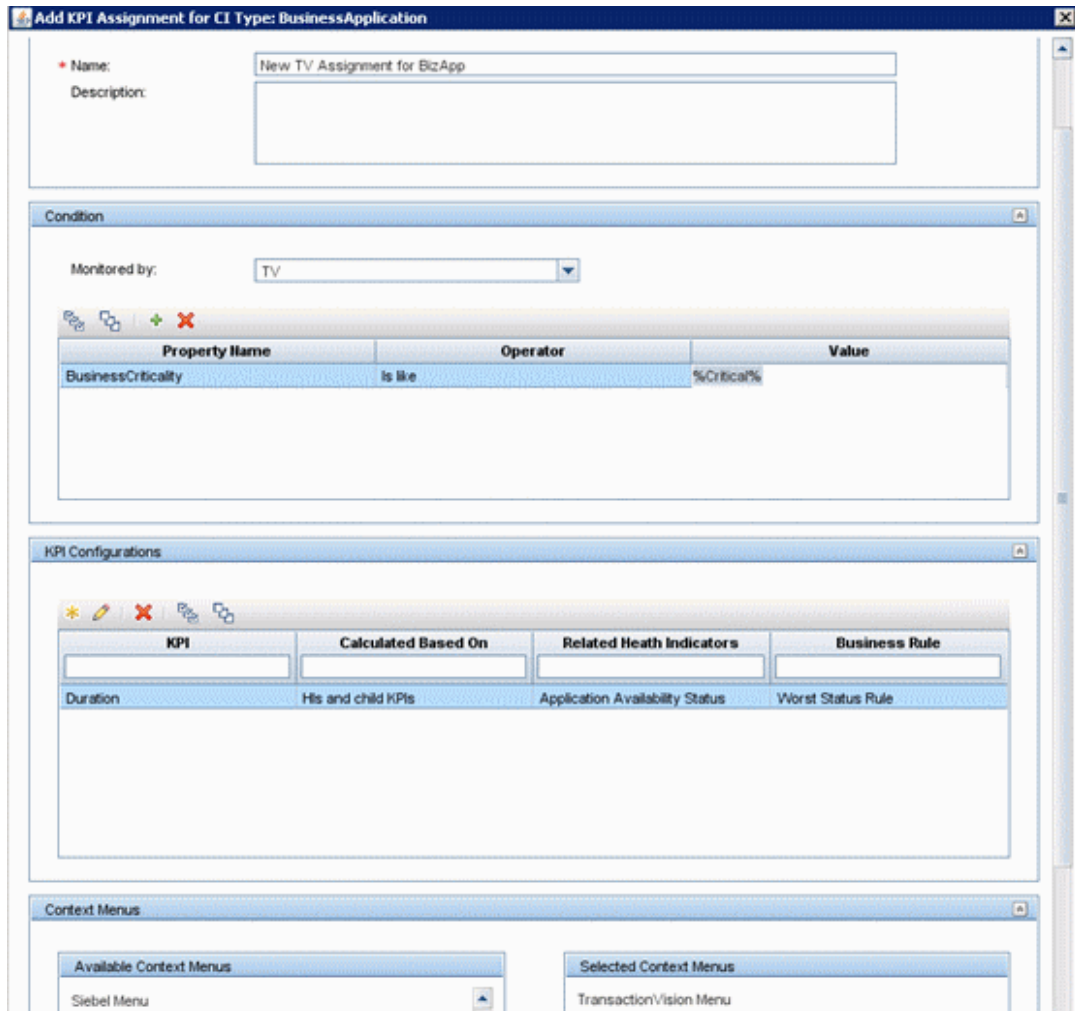 Add KPI Assignment for CI Type: BusinessApplication
* Name: New TV Assignment for BizApp
Description:
Condition
Monitored by: TV
Property Name Operator Value
BusinessCriticality Is like %Critical%
KPI Configurations
KPI Calculated Based On Related Heath Indicators Business Rule
Duration HIs and child KPIs Application Availability Status Worst Status Rule
Context Menus
Available Context Menus Selected Context Menus
Siebel Menu TransactionVision Menu